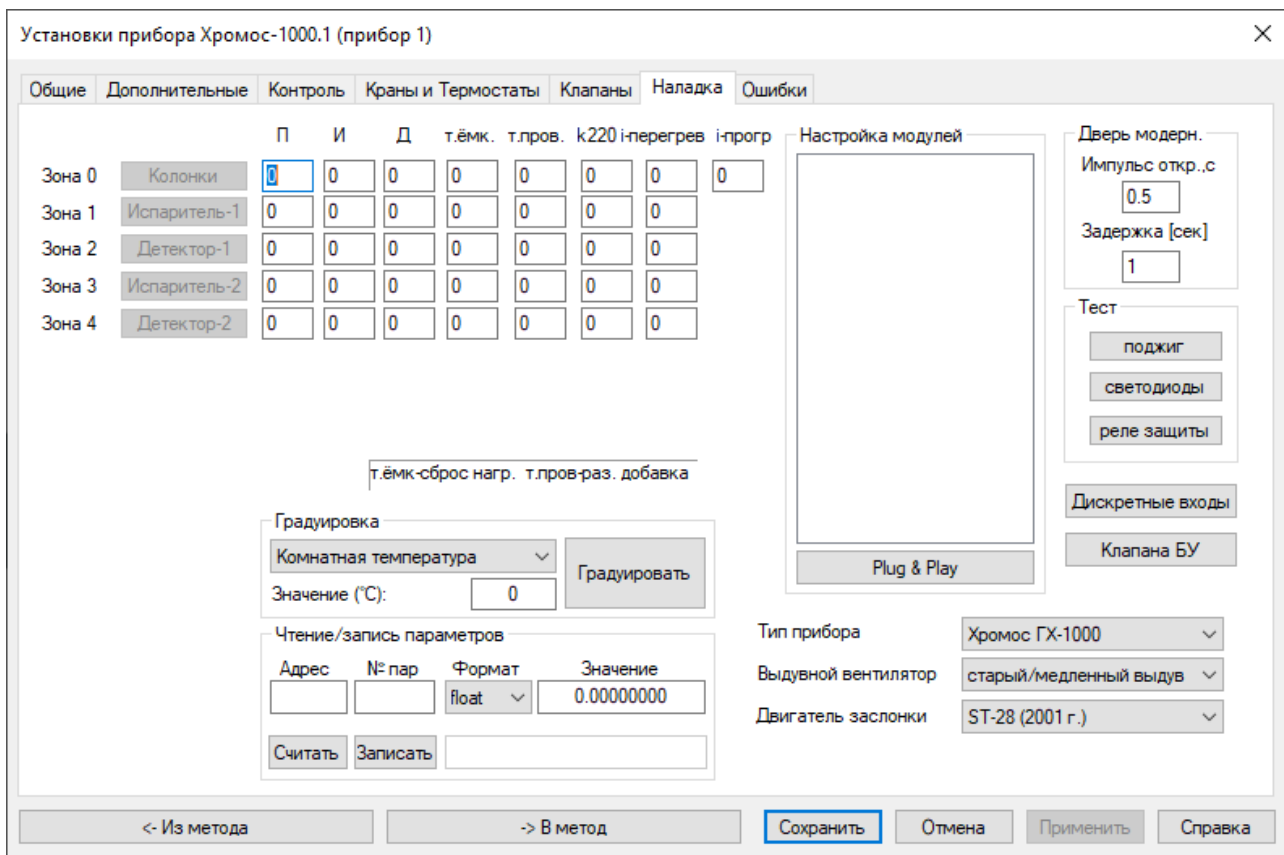 Установки прибора Хромос-1000.1 (прибор 1)
Общие Дополнительные Контроль Краны и Термостаты Клапаны Наладка Ошибки
П И Д т.ёмк. т.пров. k220 i-перегрев i-прогр
Зона 0 Колонки 0 0 0 0 0 0 0 0
Зона 1 Испаритель-1 0 0 0 0 0 0 0
Зона 2 Детектор-1 0 0 0 0 0 0 0
Зона 3 Испаритель-2 0 0 0 0 0 0 0
Зона 4 Детектор-2 0 0 0 0 0 0 0
т.ёмк-сброс нагр. т.пров-раз. добавка
Градуировка
Комнатная температура
Значение (°C): 0
Градуировать
Чтение/запись параметров
Адрес № пар Формат Значение
float 0.00000000
Считать Записать
Настройка модулей
Plug & Play
Дверь модерн.
Импульс откр.,с
0.5
Задержка [сек]
1
Тест
поджиг
светодиоды
реле защиты
Дискретные входы
Клапана БУ
Тип прибора Хромос ГХ-1000
Выдувной вентилятор старый/медленный выдув
Двигатель заслонки ST-28 (2001 г.)
<- Из метода -> В метод Сохранить Отмена Применить Справка